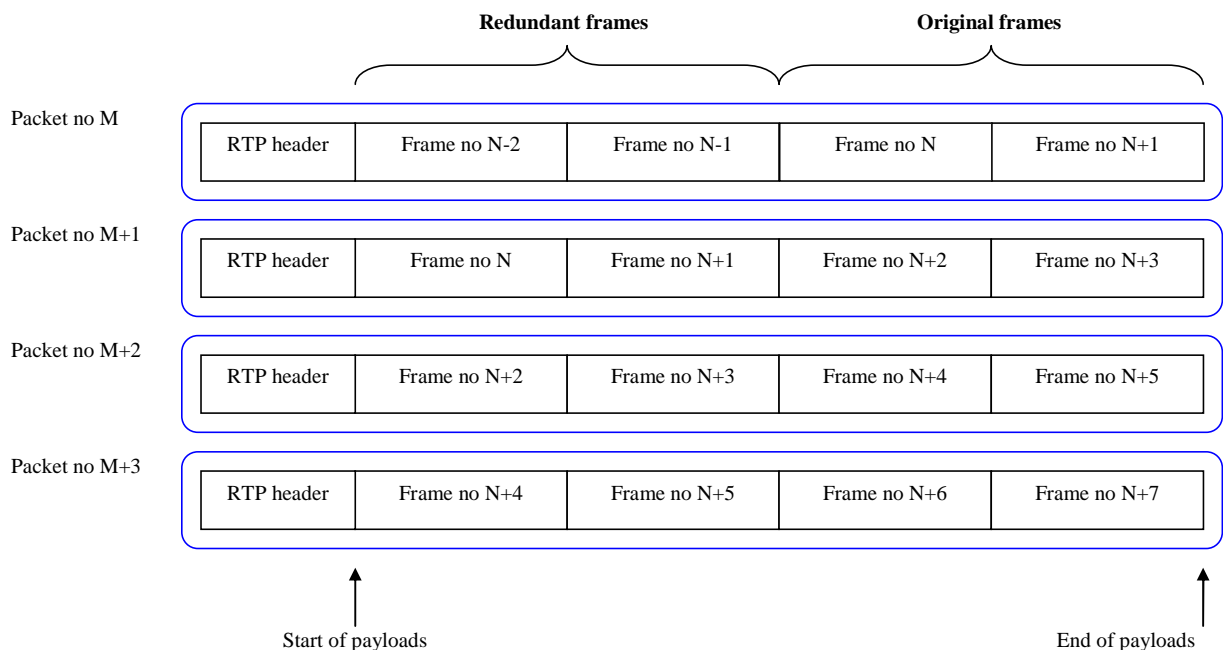 Redundant frames Original frames
Packet no M
RTP header Frame no N-2 Frame no N-1 Frame no N Frame no N+1
Packet no M+1
RTP header Frame no N Frame no N+1 Frame no N+2 Frame no N+3
Packet no M+2
RTP header Frame no N+2 Frame no N+3 Frame no N+4 Frame no N+5
Packet no M+3
RTP header Frame no N+4 Frame no N+5 Frame no N+6 Frame no N+7
Start of payloads End of payloads